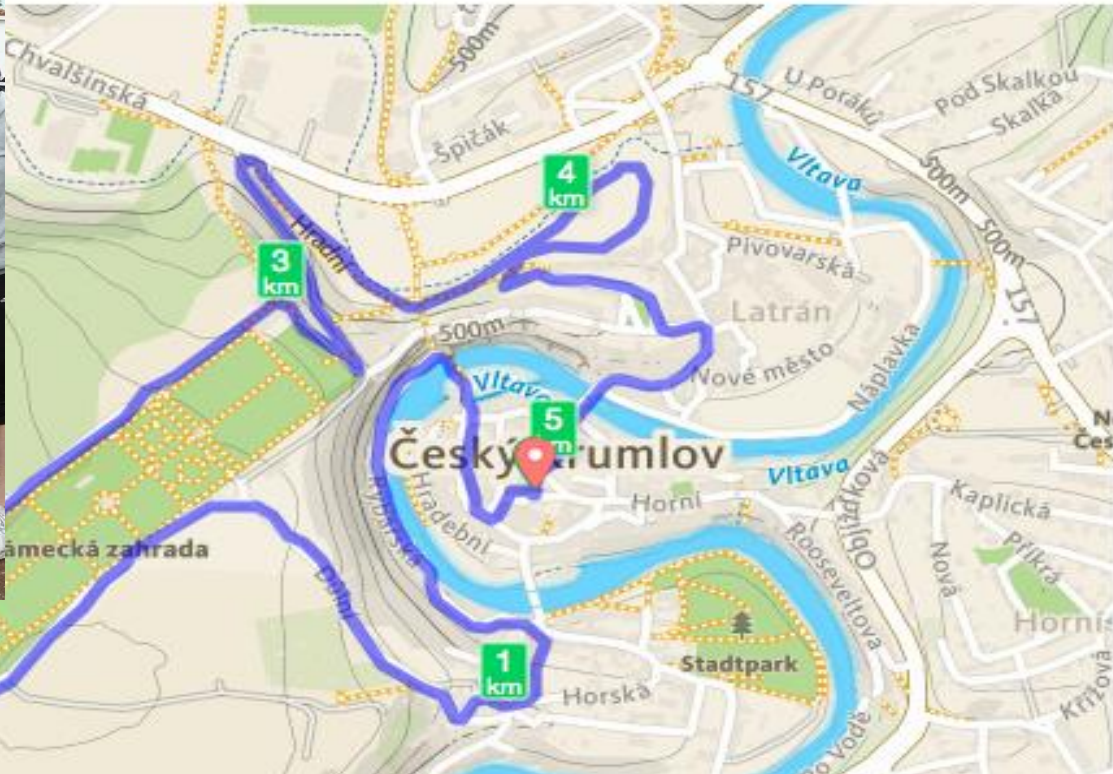 Chvalšinská
500m
157
U Poráků
Pod Skalkou
Skalka
Špičák
4
km
Vltava
500m
500m
157
Hradní
3
km
Pivovarská
Latrán
500m
Nové město
Náplavka
Vltava
5
Český Krumlov
Vltava
Horní
Hradební
Rybářská
Objížďková
Kaplická
Nová
Příkrá
Rooseveltova
ámecká zahrada
Dílní
1
km
Horská
Stadtpark
Horní
Křížová
o Vodě